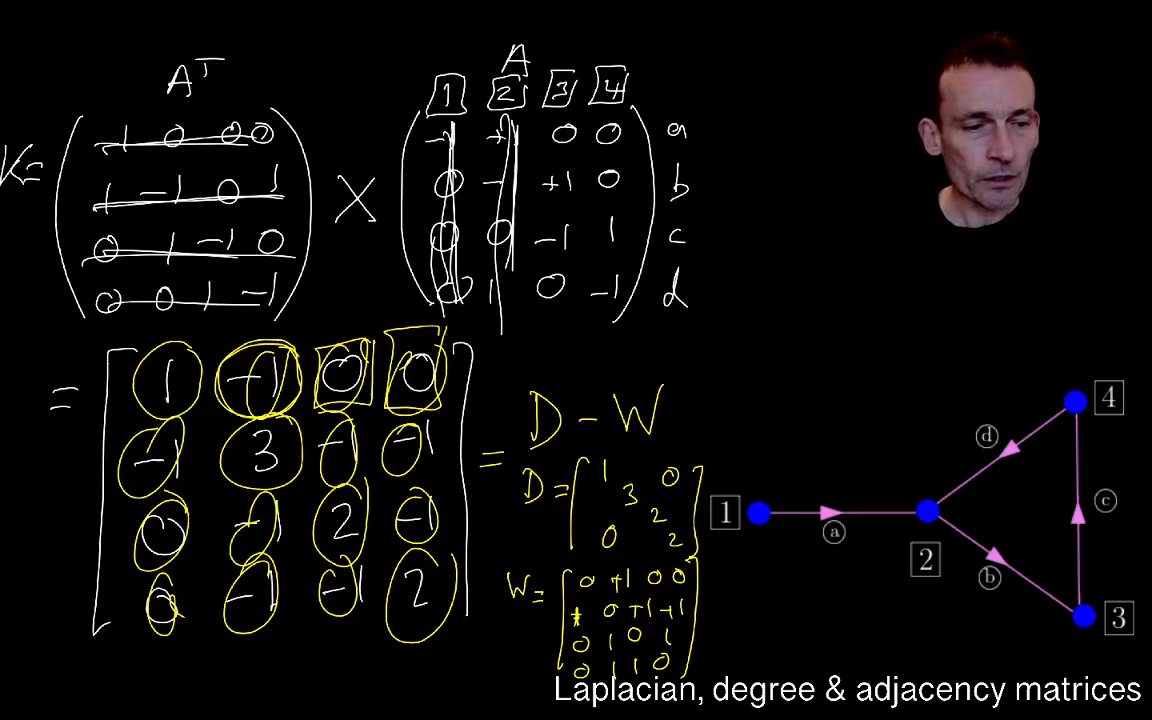 A^T A
1 2 3 4
K= ( -1 0 0 0 ) X ( -1 +1 0 0 ) a
( 1 -1 0 1 ) ( 0 -1 +1 0 ) b
( 0 1 -1 0 ) ( 0 0 -1 1 ) c
( 0 0 1 -1 ) ( 0 1 0 -1 ) d
= [ 1 -1 0 0 ]
[ -1 3 -1 -1 ]
[ 0 -1 2 -1 ]
[ 0 -1 -1 2 ]
= D - W
D = [ 1 0
3
2
0 2 ]
W = [ 0 +1 0 0
0 +1 +1
0 1 0 1
0 1 1 0 ]
4
d
c
1
a
2
b
3
Laplacian, degree & adjacency matrices